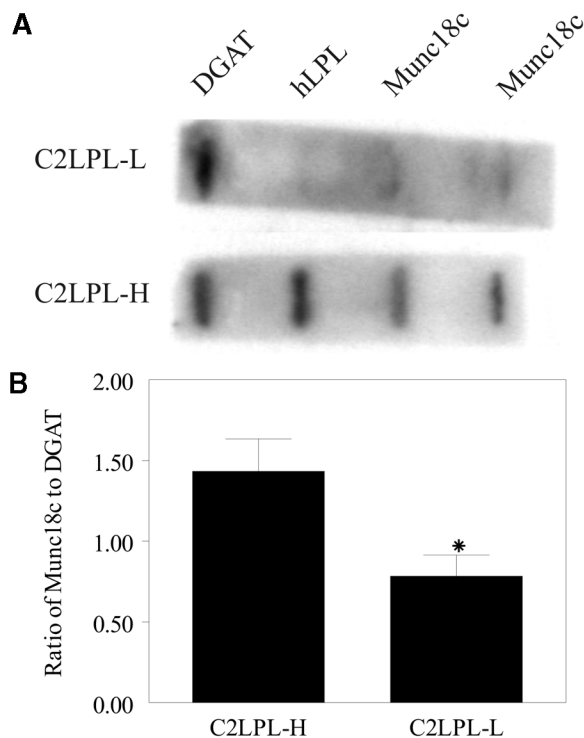 A
DGAT hLPL Munc18c Munc18c
C2LPL-L
C2LPL-H
B
Ratio of Munc18c to DGAT
2.00
1.50
1.00
0.50
0.00
*
C2LPL-H C2LPL-L